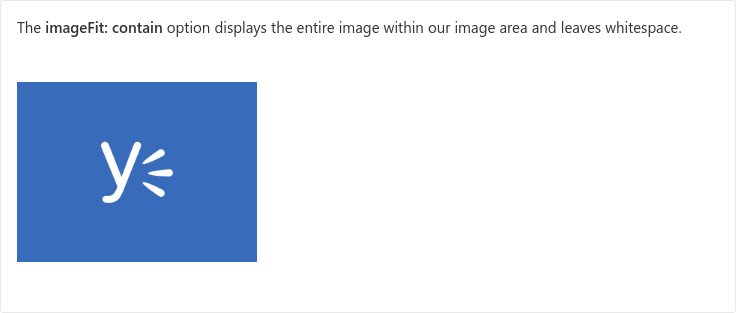 The imageFit: contain option displays the entire image within our image area and leaves whitespace.
y